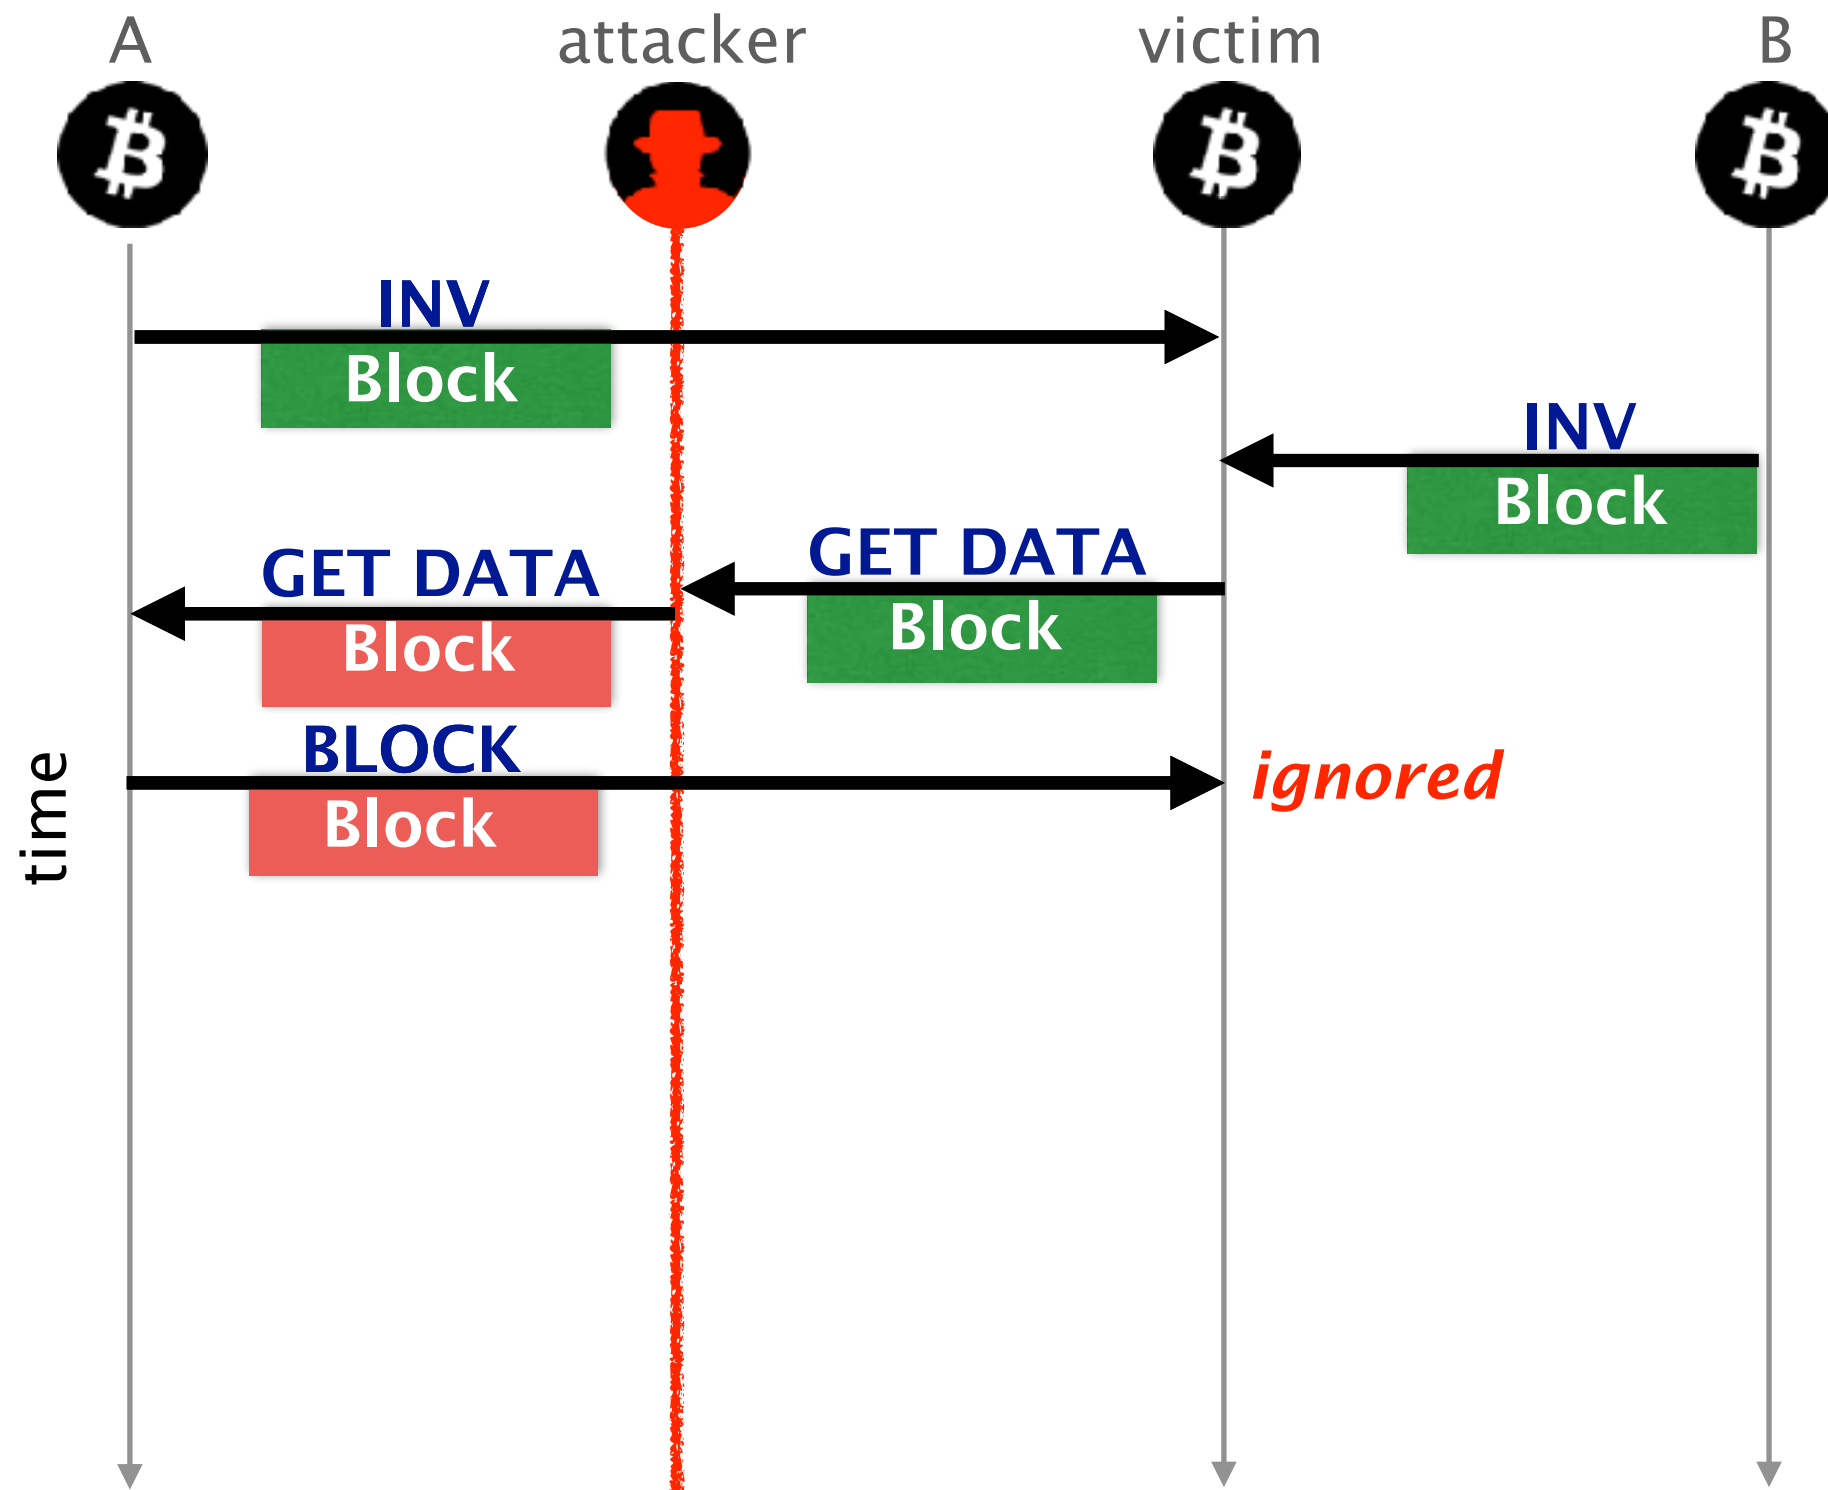 A
attacker
victim
B
INV
Block
INV
Block
GET DATA
Block
GET DATA
Block
BLOCK
Block
ignored
time